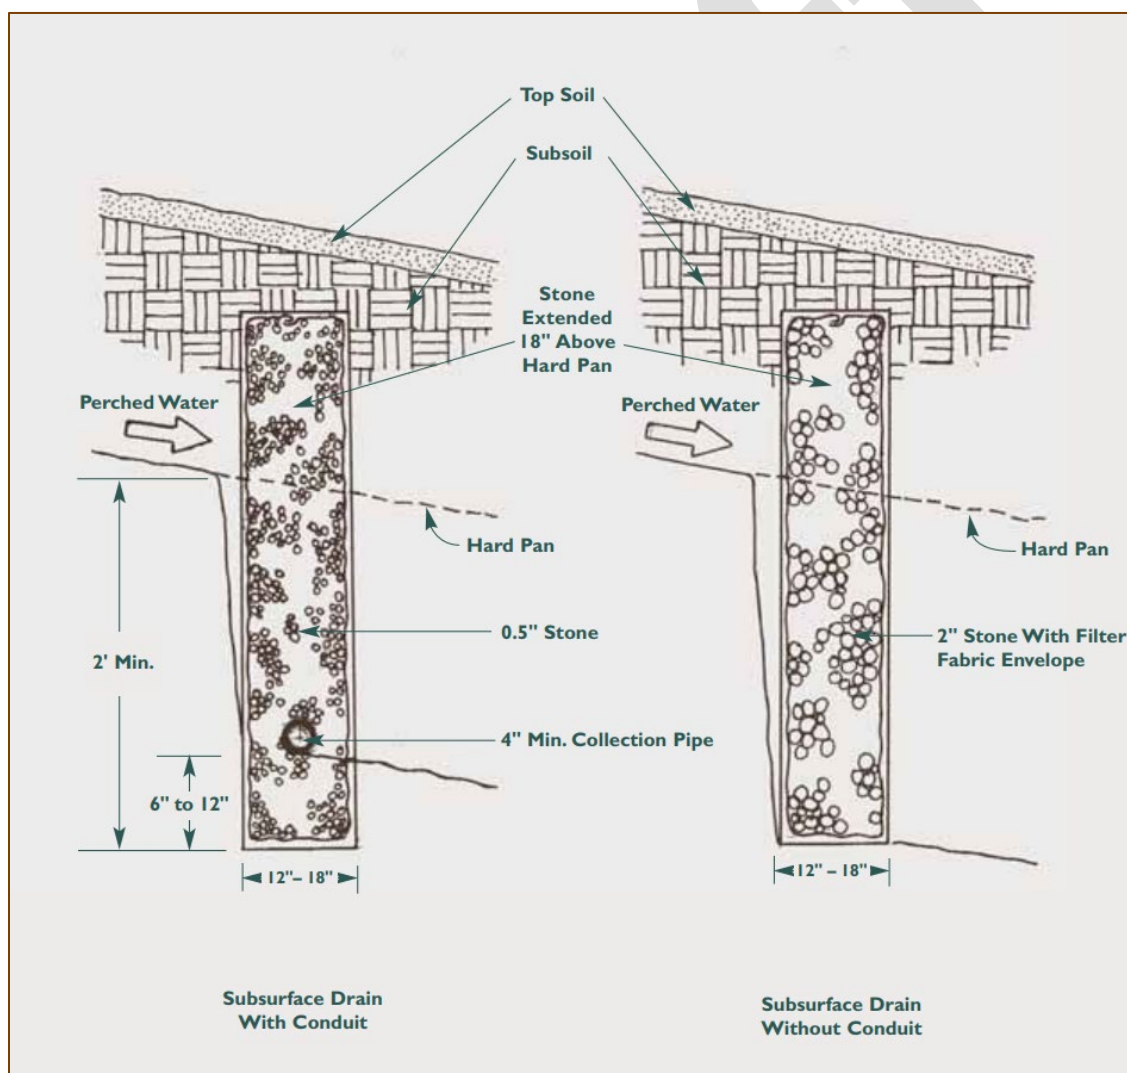 Top Soil
Subsoil
Stone
Extended
18" Above
Hard Pan
Perched Water
Perched Water
Hard Pan
Hard Pan
0.5" Stone
2" Stone With Filter
Fabric Envelope
2' Min.
4" Min. Collection Pipe
6" to 12"
12"– 18"
12" – 18"
Subsurface Drain
With Conduit
Subsurface Drain
Without Conduit